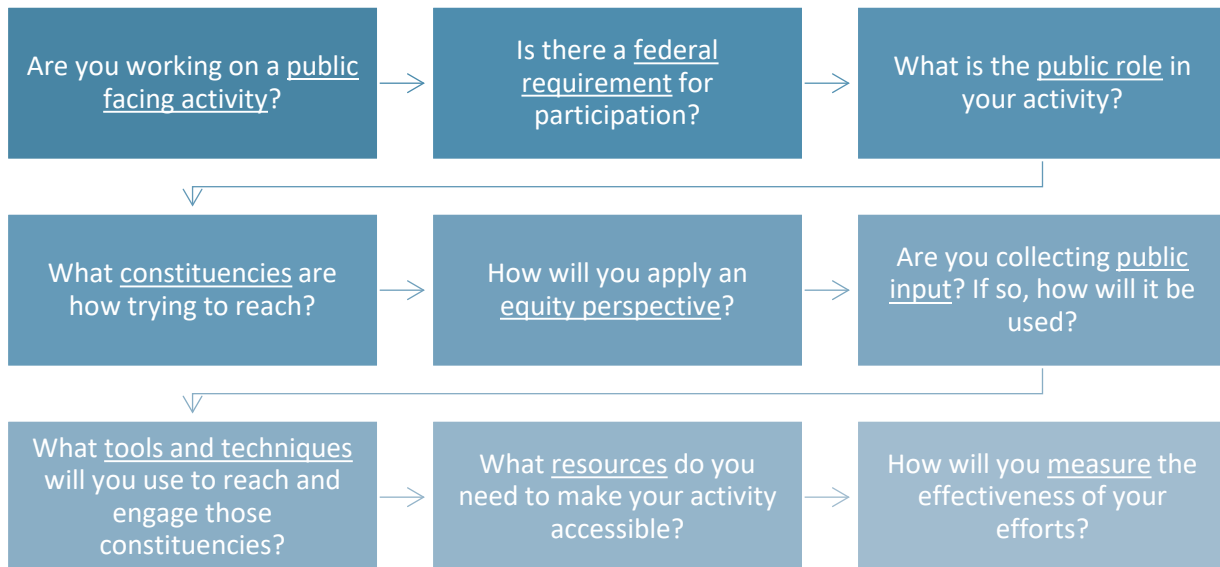 Are you working on a public
facing activity?
Is there a federal
requirement for
participation?
What is the public role in
your activity?
What constituencies are
how trying to reach?
How will you apply an
equity perspective?
Are you collecting public
input? If so, how will it be
used?
What tools and techniques
will you use to reach and
engage those
constituencies?
What resources do you
need to make your activity
accessible?
How will you measure the
effectiveness of your
efforts?